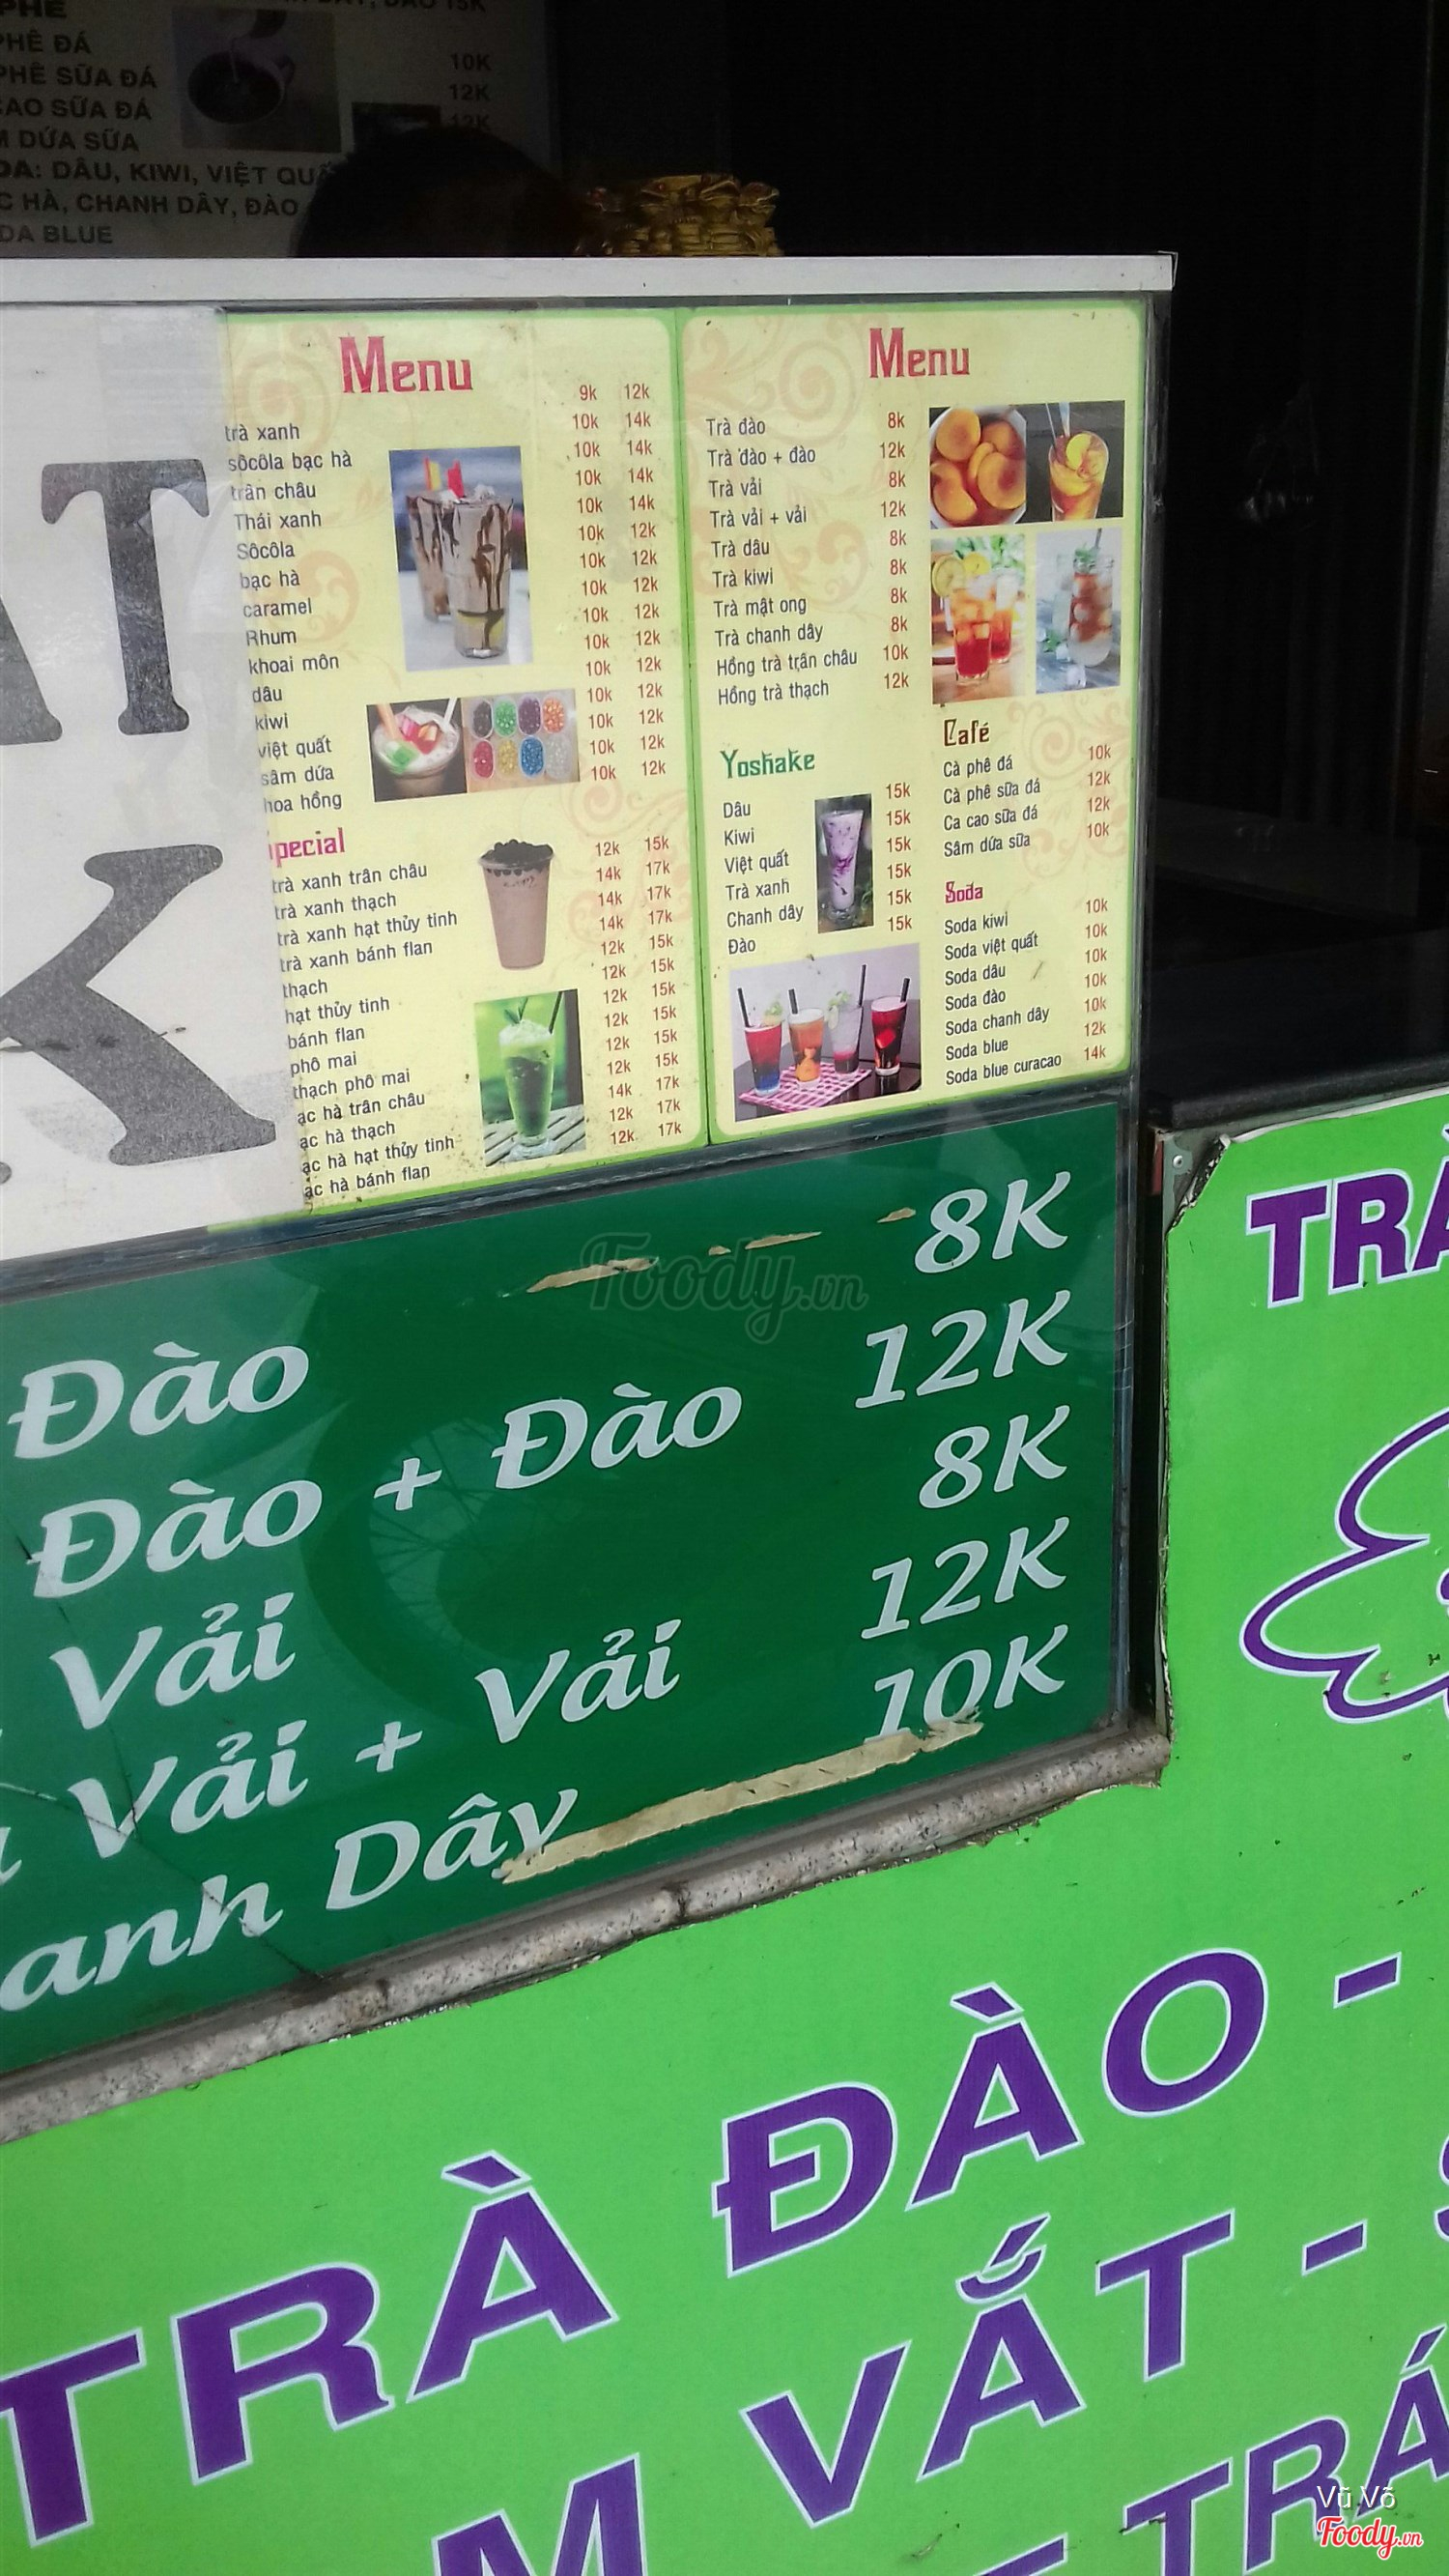 PHÊ
PHÊ ĐÁ
PHÊ SỮA ĐÁ
CAO SỮA ĐÁ
DỨA SỮA
DÂU, KIWI, VIỆT
HÀ, CHANH DÂY, ĐÀO
DA BLUE
15K
10K
12K
12K
AT
K
Menu
9k 12k
trà xanh 10k 14k
sôcôla bạc hà 10k 14k
trân châu 10k 14k
Thái xanh 10k 14k
Sôcôla 10k 12k
bạc hà 10k 12k
caramel 10k 12k
Rhum 10k 12k
khoai môn 10k 12k
dâu 10k 12k
kiwi 10k 12k
việt quất 10k 12k
sâm dứa 10k 12k
hoa hồng 10k 12k
pecial
trà xanh trân châu 12k 15k
trà xanh thạch 14k 17k
trà xanh hạt thủy tinh 14k 17k
trà xanh bánh flan 14k 17k
thạch 12k 15k
hạt thủy tinh 12k 15k
bánh flan 12k 15k
phô mai 12k 15k
thạch phô mai 12k 15k
ạc hà trân châu 12k 15k
ạc hà thạch 14k 17k
ạc hà hạt thủy tinh 12k 17k
ạc hà bánh flan 12k 17k
Menu
Trà đào 8k
Trà đào + đào 12k
Trà vải 8k
Trà vải + vải 12k
Trà dâu 8k
Trà kiwi 8k
Trà mật ong 8k
Trà chanh dây 8k
Hồng trà trân châu 10k
Hồng trà thạch 12k
Yoshake
Dâu 15k
Kiwi 15k
Việt quất 15k
Trà xanh 15k
Chanh dây 15k
Đào 15k
Café
Cà phê đá 10k
Cà phê sữa đá 12k
Ca cao sữa đá 12k
Sâm dứa sữa 10k
Soda
Soda kiwi 10k
Soda việt quất 10k
Soda dâu 10k
Soda đào 10k
Soda chanh dây 10k
Soda blue 12k
Soda blue curacao 14k
Foody.vn
Đào 8K
Đào + Đào 12K
Vải 8K
Vải + Vải 12K
anh Dây 10K
TRÀ
TRÀ ĐÀO -
M VẮT -
- TRÁ
Vũ Võ
Foody.vn